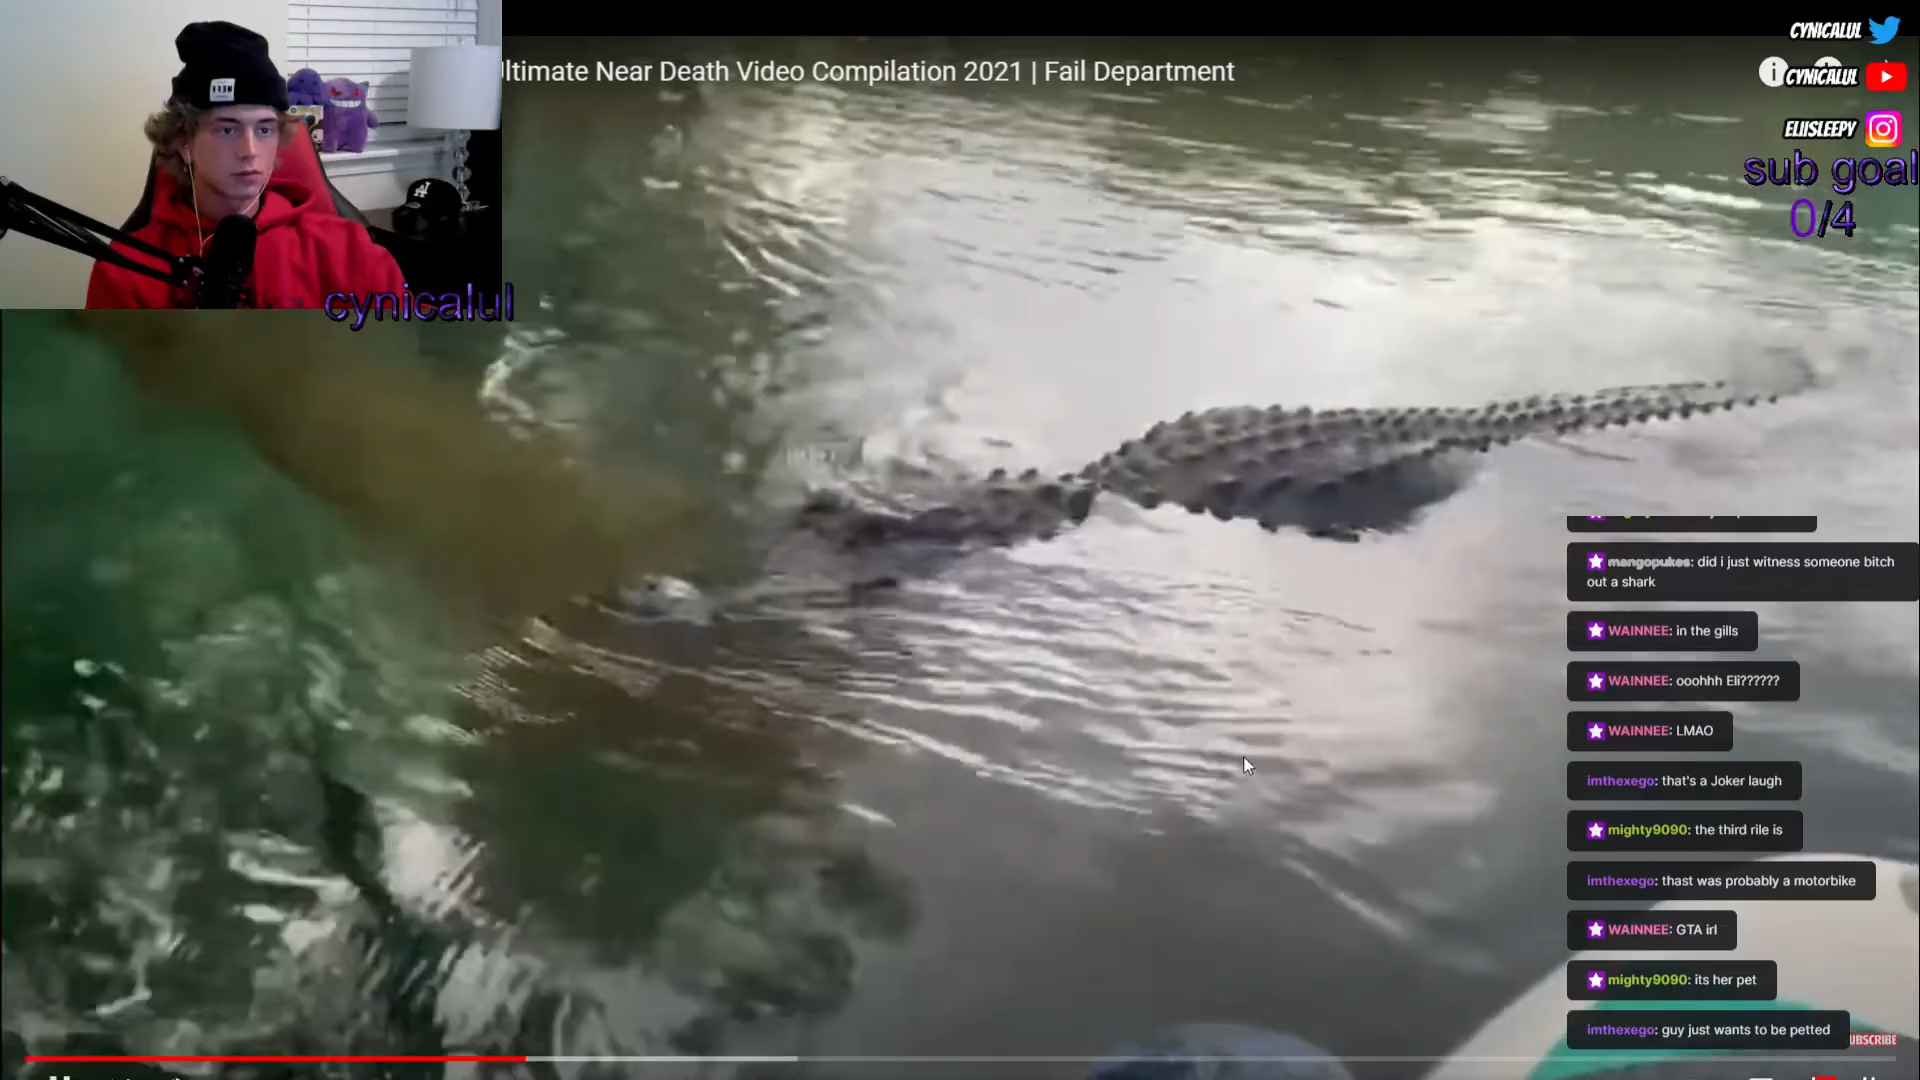 ltimate Near Death Video Compilation 2021 | Fail Department
CYNICALUL
CYNICALUL
ELIISLEEPY
sub goal
0/4
cynicalul
mangopukes: did i just witness someone bitch
out a shark
WAINNEE: in the gills
WAINNEE: ooohhh Eli??????
WAINNEE: LMAO
imthexego: that's a Joker laugh
mighty9090: the third rile is
imthexego: thast was probably a motorbike
WAINNEE: GTA irl
mighty9090: its her pet
imthexego: guy just wants to be petted
UBSCRIBE